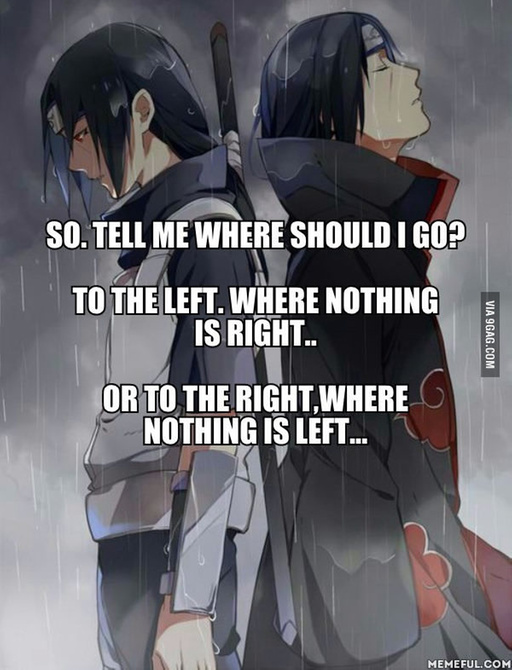 SO. TELL ME WHERE SHOULD I GO?
TO THE LEFT. WHERE NOTHING
IS RIGHT..
OR TO THE RIGHT,WHERE
NOTHING IS LEFT...
VIA 9GAG.COM
MEMEFUL.COM